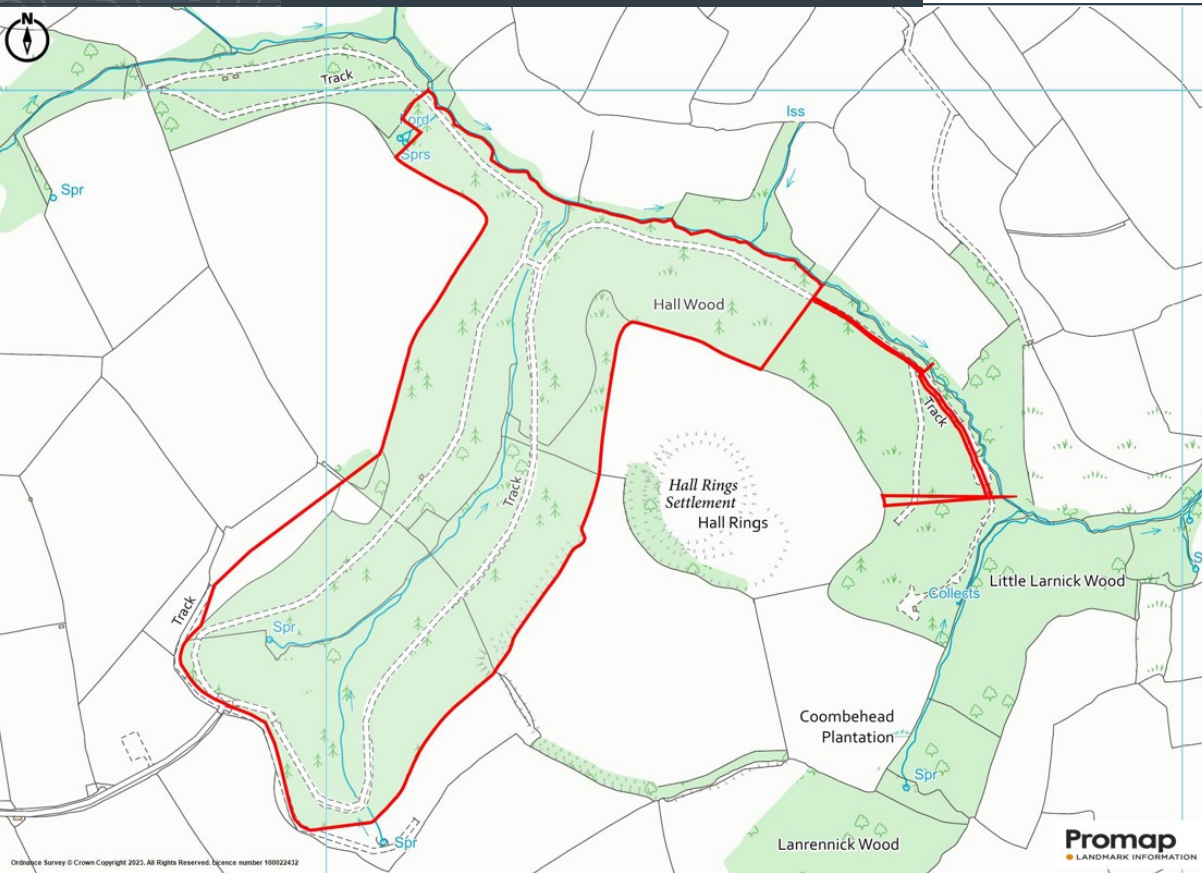 N
Track
Ford
Sprs
Iss
Spr
Hall Wood
Track
Hall Rings
Settlement
Hall Rings
Track
Little Larnick Wood
Collects
Track
Spr
Coombehead
Plantation
Spr
Spr
Lanrennick Wood
S
Promap
LANDMARK INFORMATION
Ordnance Survey © Crown Copyright 2023. All Rights Reserved. Licence number 100022432